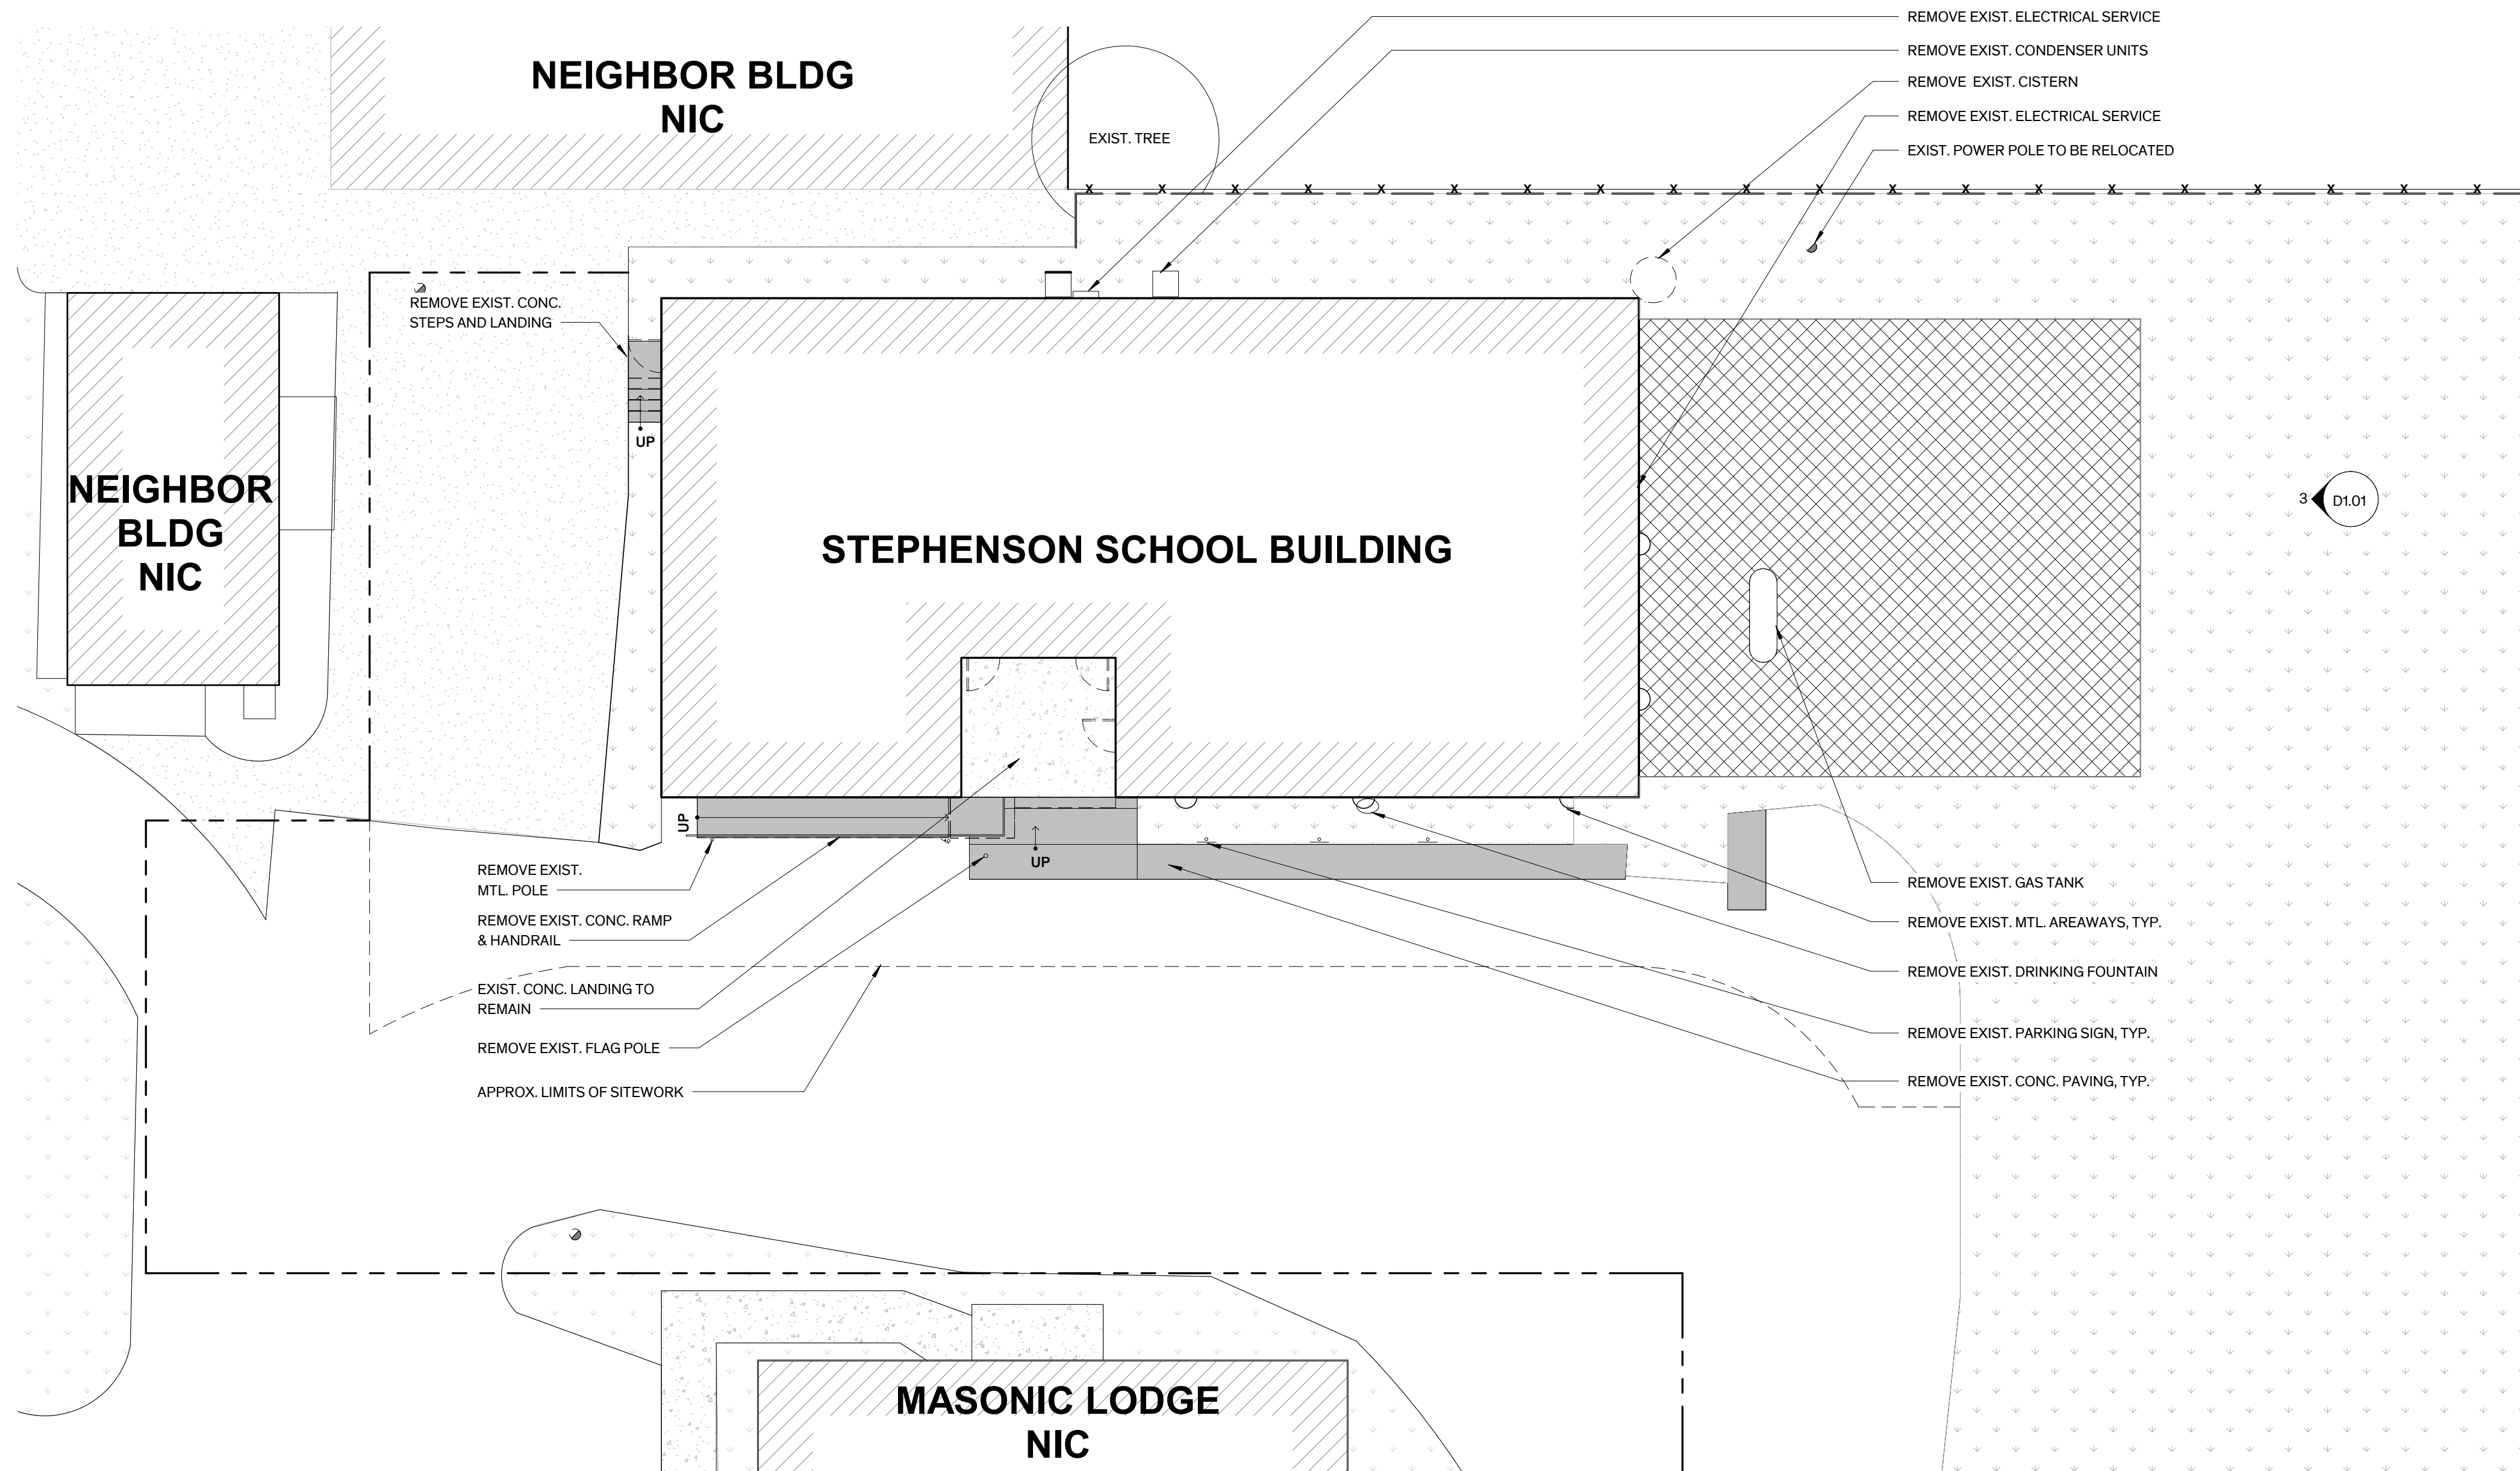 REMOVE EXIST. ELECTRICAL SERVICE
REMOVE EXIST. CONDENSER UNITS
REMOVE EXIST. CISTERN
REMOVE EXIST. ELECTRICAL SERVICE
EXIST. POWER POLE TO BE RELOCATED
NEIGHBOR BLDG
NIC
EXIST. TREE
X X X X X X X X X X X X X X X X X X X X
REMOVE EXIST. CONC.
STEPS AND LANDING
UP
NEIGHBOR
BLDG
NIC
STEPHENSON SCHOOL BUILDING
3
D1.01
UP
UP
REMOVE EXIST.
MTL. POLE
REMOVE EXIST. CONC. RAMP
& HANDRAIL
EXIST. CONC. LANDING TO
REMAIN
REMOVE EXIST. FLAG POLE
APPROX. LIMITS OF SITEWORK
REMOVE EXIST. GAS TANK
REMOVE EXIST. MTL. AREAWAYS, TYP.
REMOVE EXIST. DRINKING FOUNTAIN
REMOVE EXIST. PARKING SIGN, TYP.
REMOVE EXIST. CONC. PAVING, TYP.
MASONIC LODGE
NIC